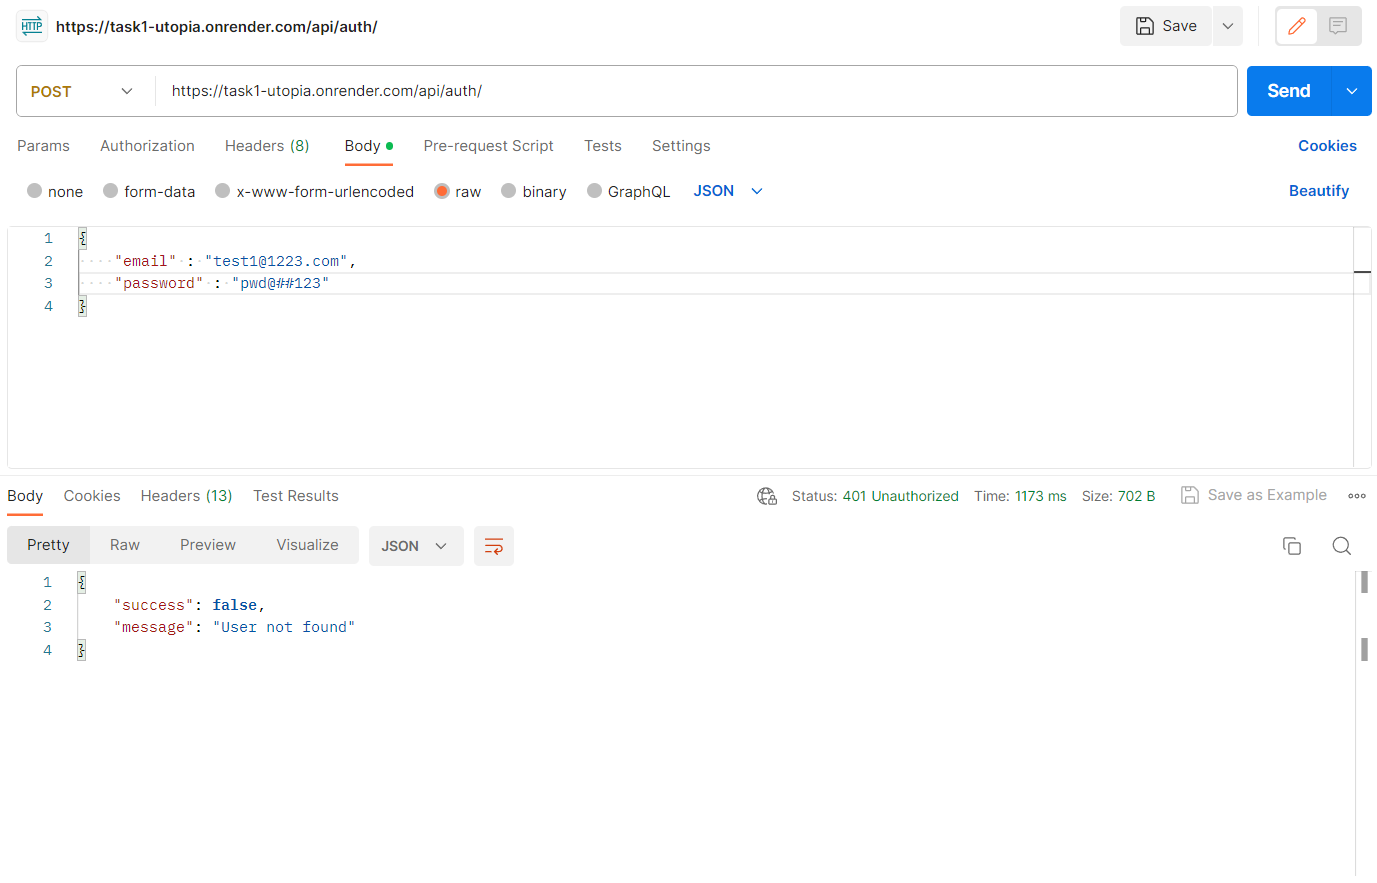 HTTP https://task1-utopia.onrender.com/api/auth/ Save
POST https://task1-utopia.onrender.com/api/auth/ Send
Params Authorization Headers (8) Body Pre-request Script Tests Settings Cookies
none form-data x-www-form-urlencoded raw binary GraphQL JSON Beautify
1 {
2 ····"email"·:·"test1@1223.com",
3 ····"password"·:·"pwd@##123"
4 }
Body Cookies Headers (13) Test Results Status: 401 Unauthorized Time: 1173 ms Size: 702 B Save as Example
Pretty Raw Preview Visualize JSON
1 {
2 "success": false,
3 "message": "User not found"
4 }